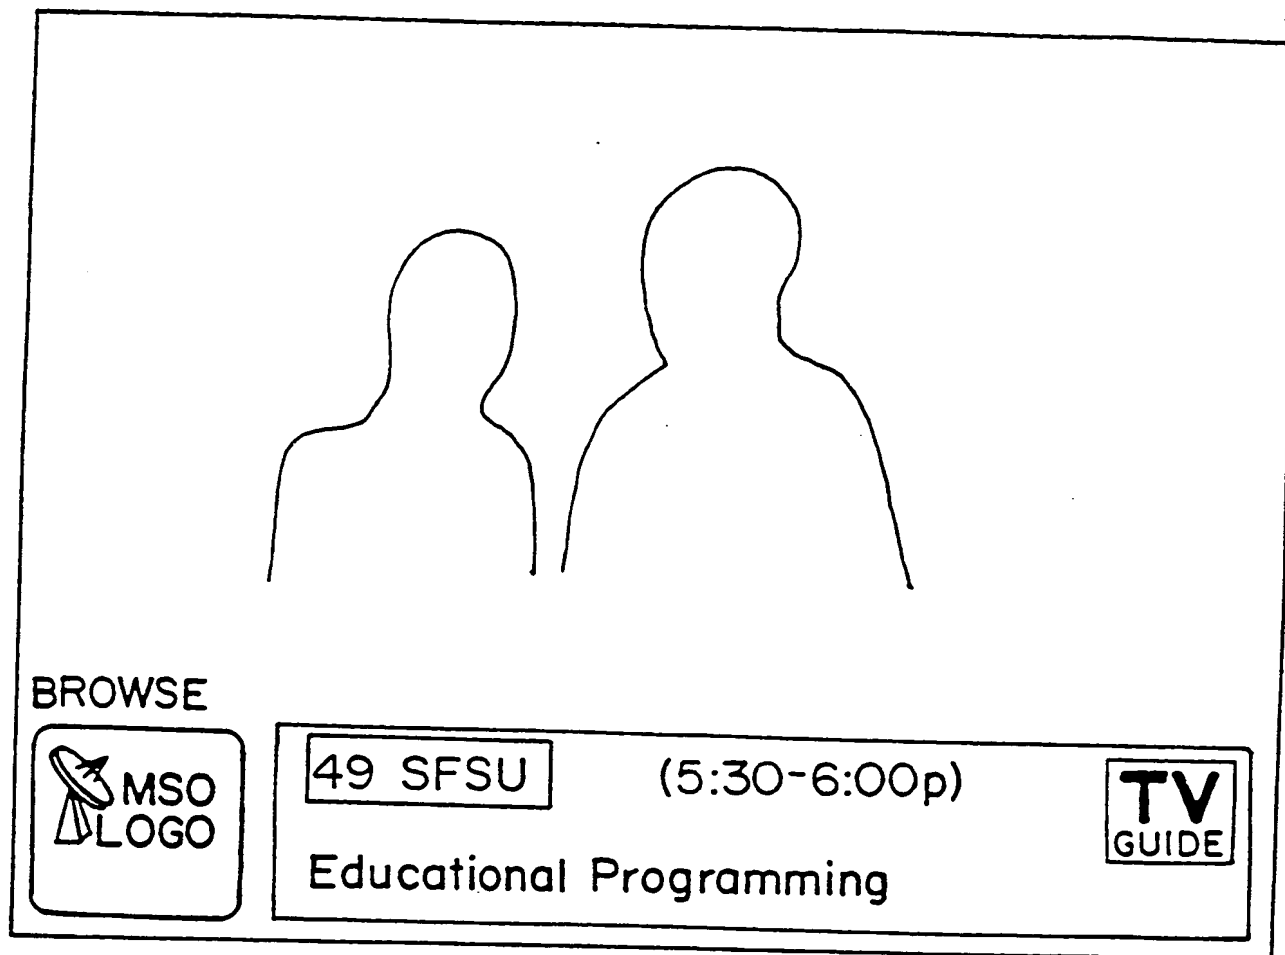 BROWSE
MSO
LOGO
49 SFSU (5:30-6:00p)
Educational Programming
TV
GUIDE